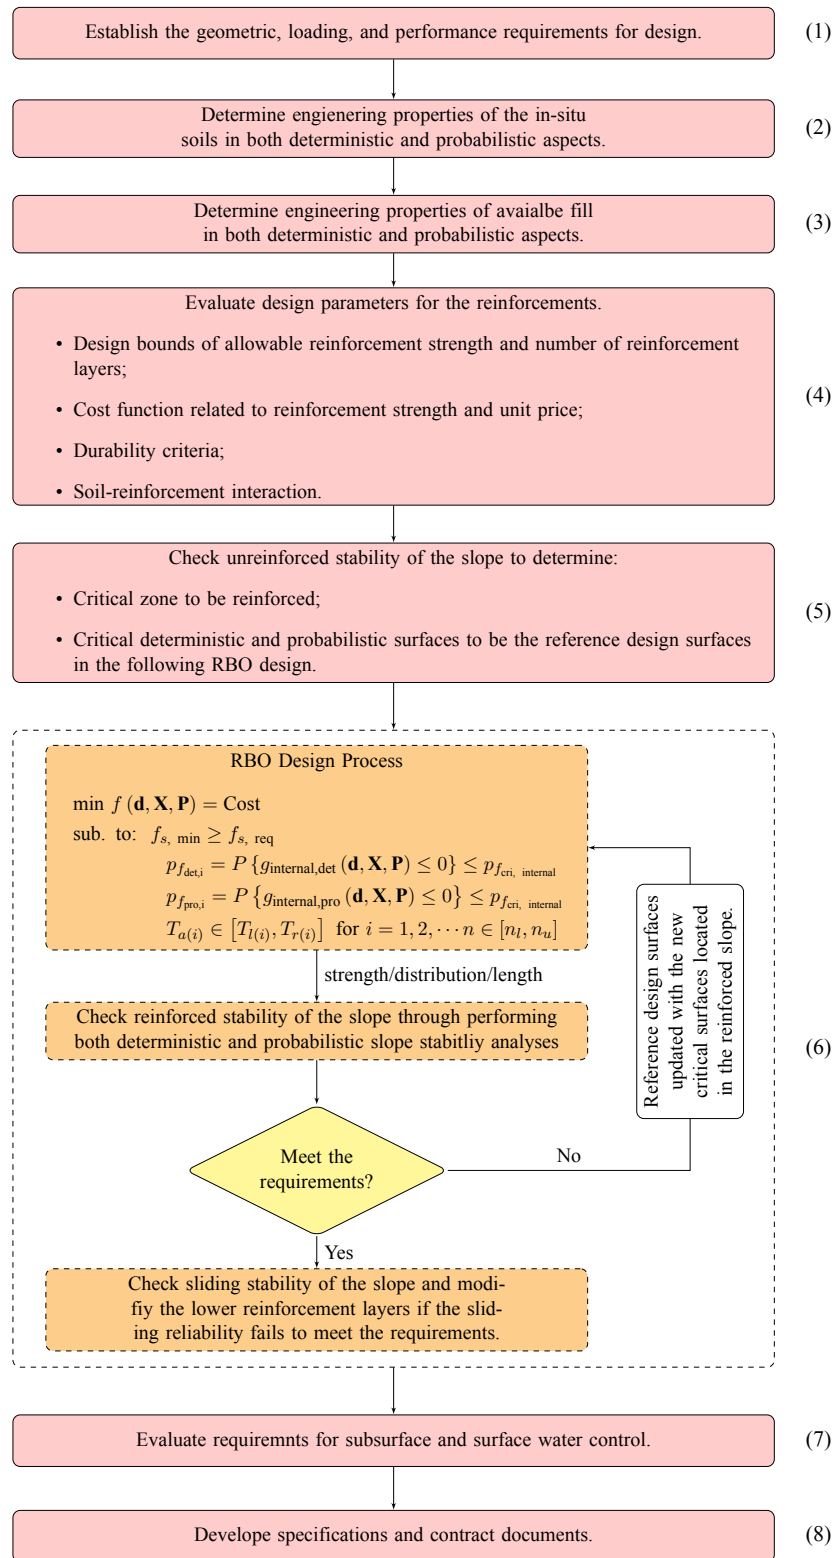 Establish the geometric, loading, and performance requirements for design.
(1)
Determine engienering properties of the in-situ
soils in both deterministic and probabilistic aspects.
(2)
Determine engineering properties of avaialbe fill
in both deterministic and probabilistic aspects.
(3)
Evaluate design parameters for the reinforcements.
• Design bounds of allowable reinforcement strength and number of reinforcement
layers;
• Cost function related to reinforcement strength and unit price;
• Durability criteria;
• Soil-reinforcement interaction.
(4)
Check unreinforced stability of the slope to determine:
• Critical zone to be reinforced;
• Critical deterministic and probabilistic surfaces to be the reference design surfaces
in the following RBO design.
(5)
RBO Design Process
min f (d, X, P) = Cost
sub. to: f_{s, min} ≥ f_{s, req}
p_{f_{det,i}} = P {g_{internal,det} (d, X, P) ≤ 0} ≤ p_{f_{cri, internal}}
p_{f_{pro,i}} = P {g_{internal,pro} (d, X, P) ≤ 0} ≤ p_{f_{cri, internal}}
T_{a(i)} ∈ [T_{l(i)}, T_{r(i)}] for i = 1, 2, ··· n ∈ [n_l, n_u]
strength/distribution/length
Check reinforced stability of the slope through performing
both deterministic and probabilistic slope stabitliy analyses
Meet the
requirements?
No
Reference design surfaces
updated with the new
critical surfaces located
in the reinforced slope.
Yes
Check sliding stability of the slope and modi-
fiy the lower reinforcement layers if the slid-
ing reliability fails to meet the requirements.
(6)
Evaluate requiremnts for subsurface and surface water control.
(7)
Develope specifications and contract documents.
(8)